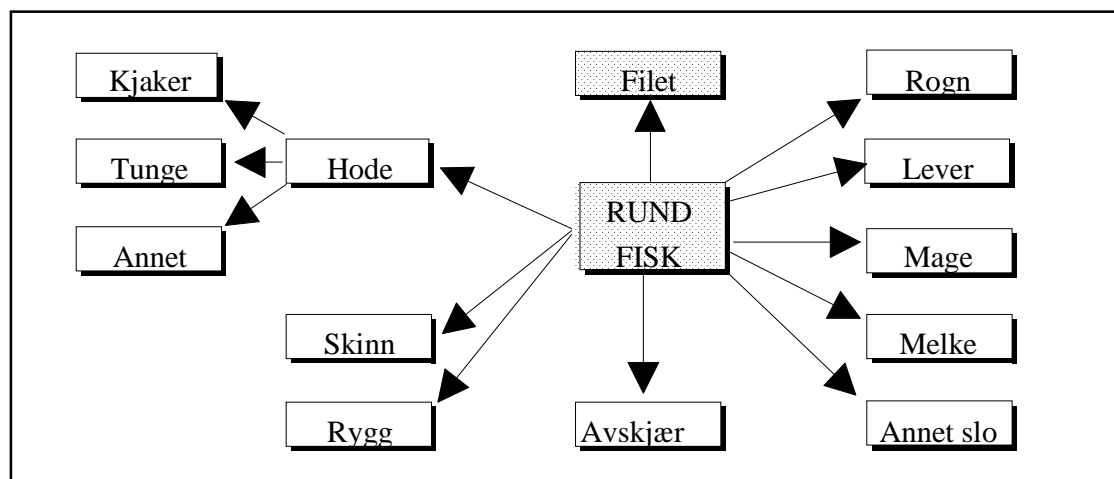 Kjaker
Filet
Rogn
Tunge
Hode
Lever
RUND
FISK
Annet
Mage
Skinn
Melke
Rygg
Avskjær
Annet slo